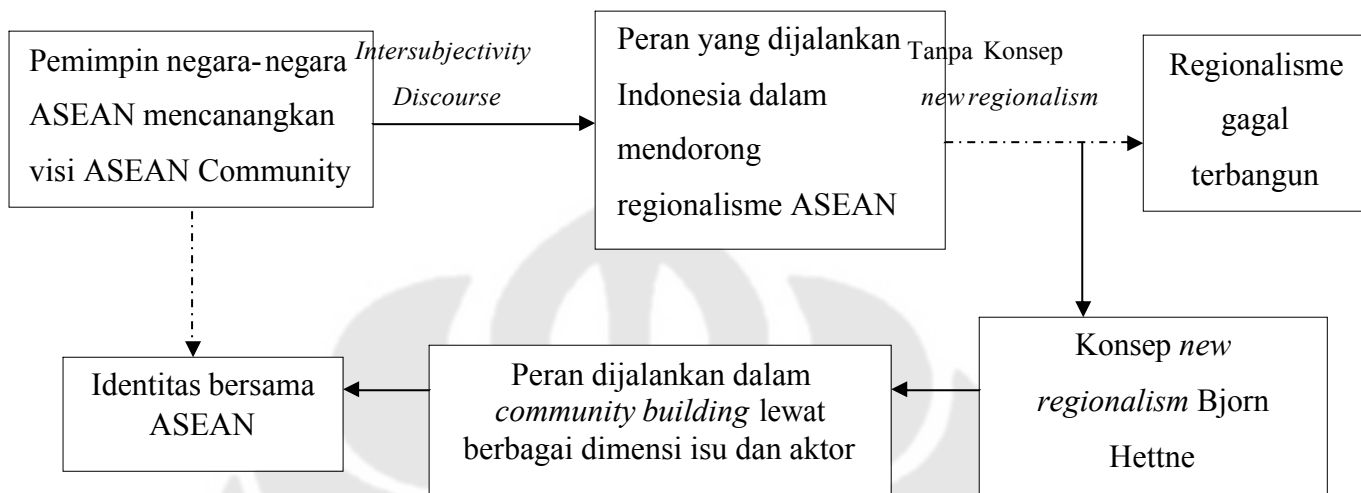 Pemimpin negara-negara
ASEAN mencanangkan
visi ASEAN Community
Intersubjectivity
Discourse
Peran yang dijalankan
Indonesia dalam
mendorong
regionalisme ASEAN
Tanpa Konsep
new regionalism
Regionalisme
gagal
terbangun
Identitas bersama
ASEAN
Peran dijalankan dalam
community building lewat
berbagai dimensi isu dan aktor
Konsep new
regionalism Bjorn
Hettne